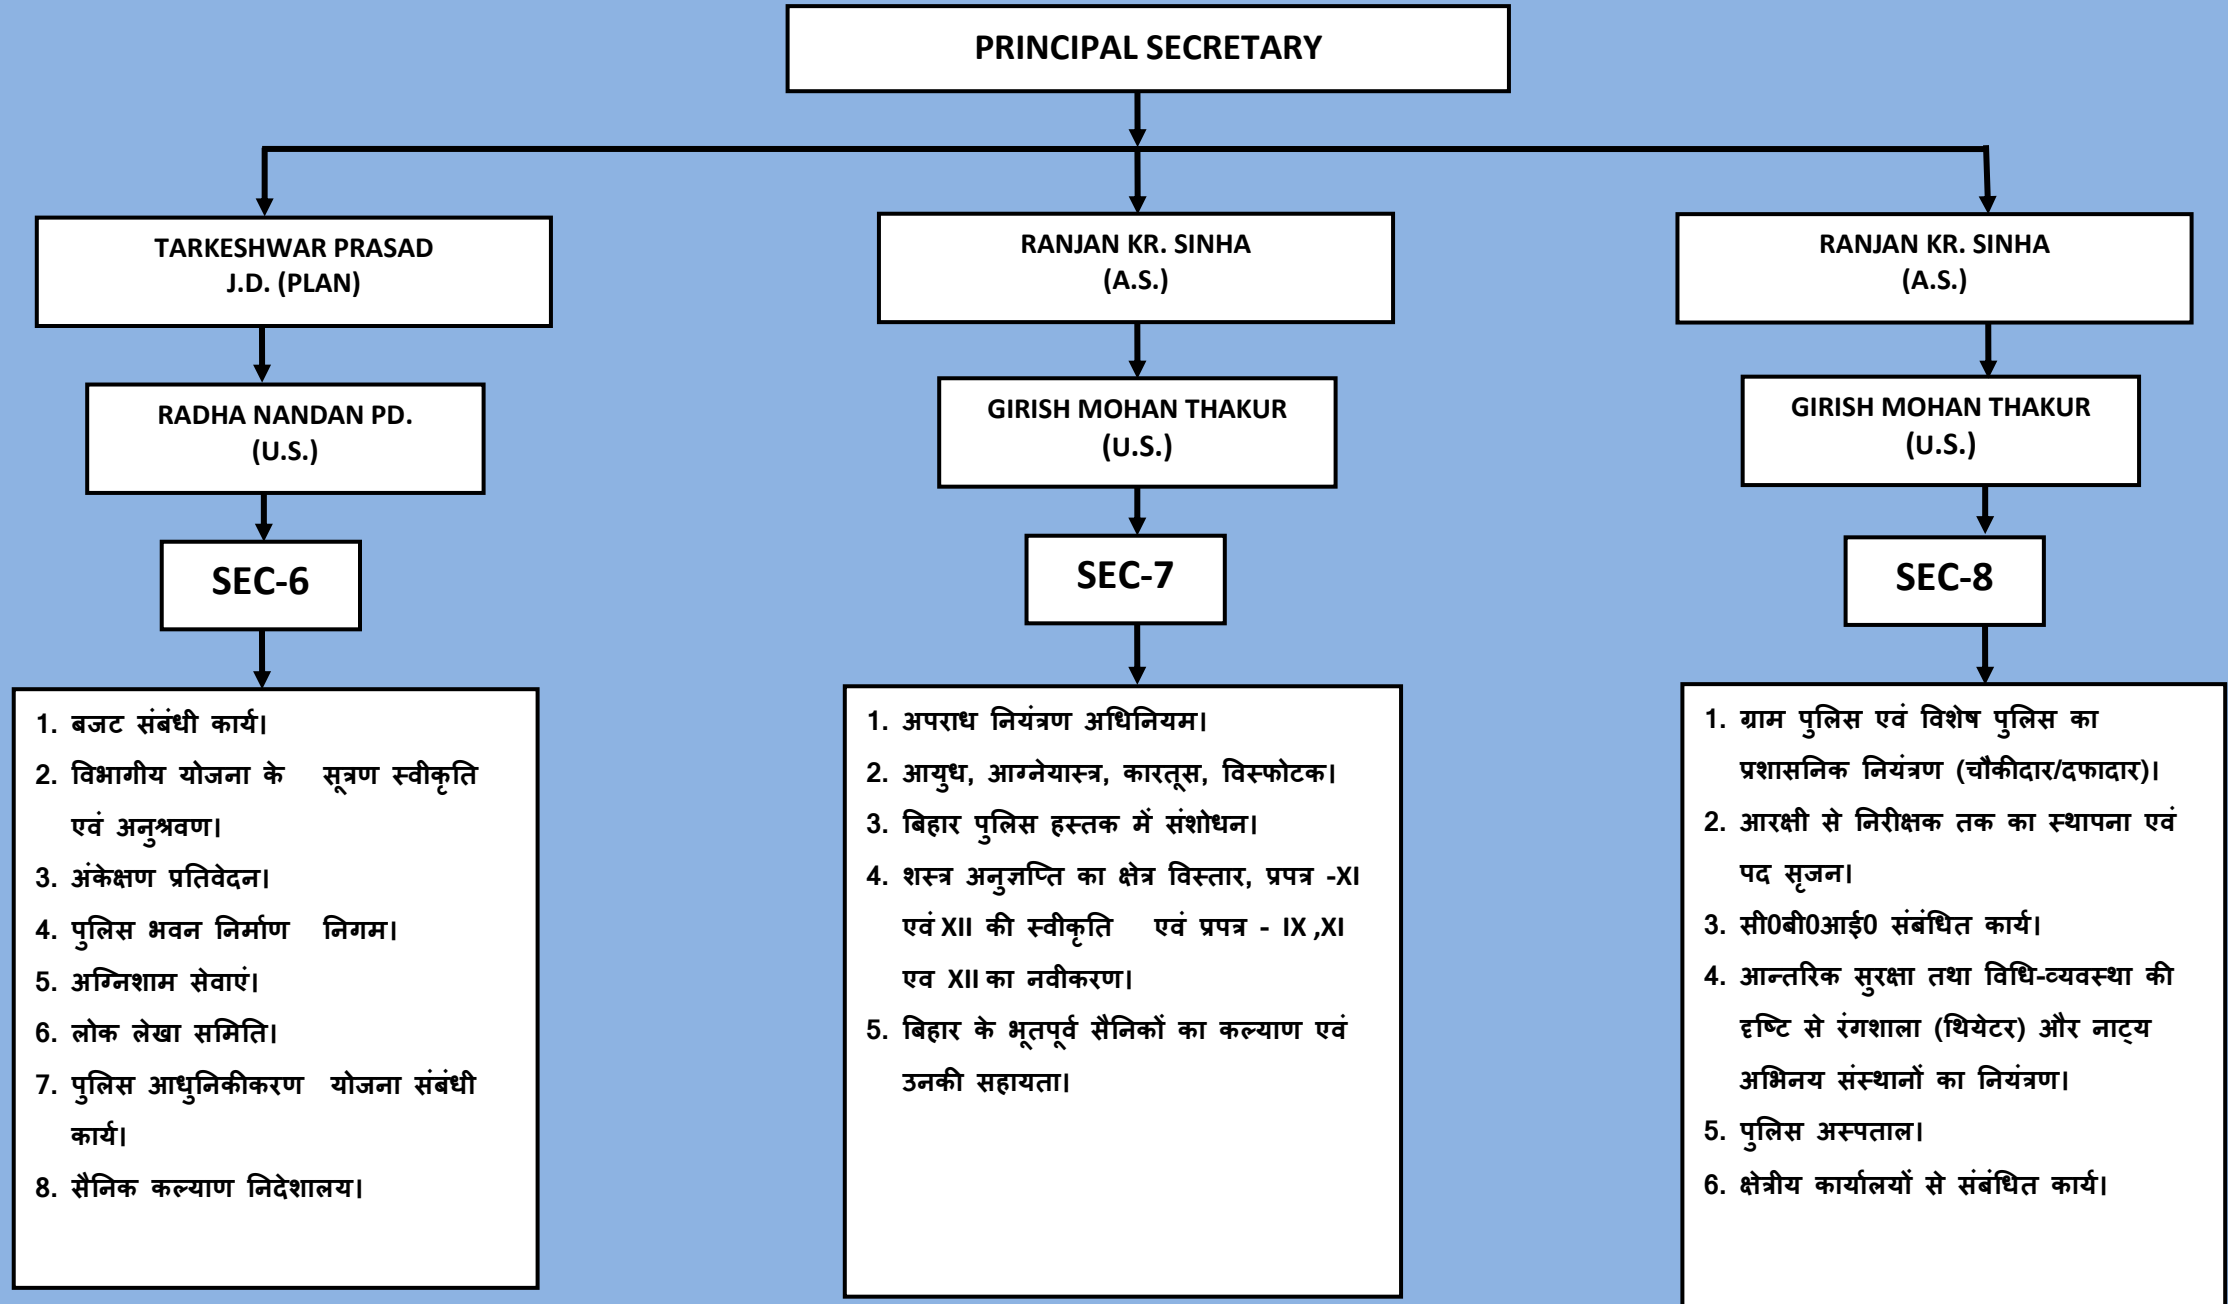 PRINCIPAL SECRETARY
TARKESHWAR PRASAD
J.D. (PLAN)
RADHA NANDAN PD.
(U.S.)
SEC-6
1. बजट संबंधी कार्य।
2. विभागीय योजना के सूत्रण स्वीकृति
एवं अनुश्रवण।
3. अंकेक्षण प्रतिवेदन।
4. पुलिस भवन निर्माण निगम।
5. अग्निशाम सेवाएं।
6. लोक लेखा समिति।
7. पुलिस आधुनिकीकरण योजना संबंधी
कार्य।
8. सैनिक कल्याण निदेशालय।
RANJAN KR. SINHA
(A.S.)
GIRISH MOHAN THAKUR
(U.S.)
SEC-7
1. अपराध नियंत्रण अधिनियम।
2. आयुध, आग्नेयास्त्र, कारतूस, विस्फोटक।
3. बिहार पुलिस हस्तक में संशोधन।
4. शस्त्र अनुज्ञप्ति का क्षेत्र विस्तार, प्रपत्र -XI
एवं XII की स्वीकृति एवं प्रपत्र - IX ,XI
एव XII का नवीकरण।
5. बिहार के भूतपूर्व सैनिकों का कल्याण एवं
उनकी सहायता।
RANJAN KR. SINHA
(A.S.)
GIRISH MOHAN THAKUR
(U.S.)
SEC-8
1. ग्राम पुलिस एवं विशेष पुलिस का
प्रशासनिक नियंत्रण (चौकीदार/दफादार)।
2. आरक्षी से निरीक्षक तक का स्थापना एवं
पद सृजन।
3. सी0बी0आई0 संबंधित कार्य।
4. आन्तरिक सुरक्षा तथा विधि-व्यवस्था की
दृष्टि से रंगशाला (थियेटर) और नाट्य
अभिनय संस्थानों का नियंत्रण।
5. पुलिस अस्पताल।
6. क्षेत्रीय कार्यालयों से संबंधित कार्य।